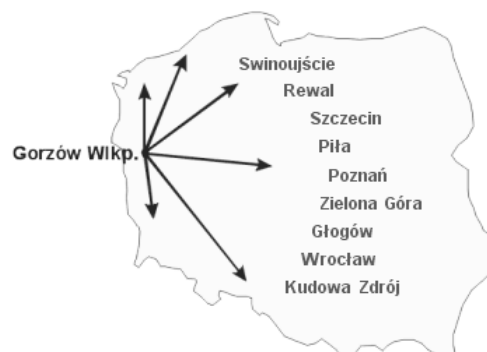 Swinoujście
Rewal
Szczecin
Piła
Gorzów Wlkp.
Poznań
Zielona Góra
Głogów
Wrocław
Kudowa Zdrój